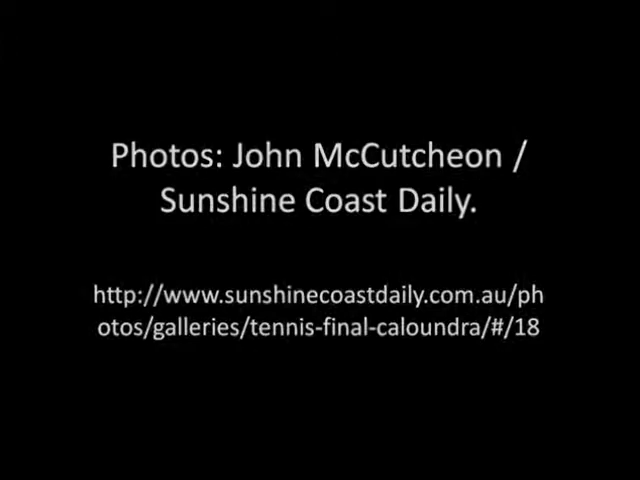 Photos: John McCutcheon /
Sunshine Coast Daily.
http://www.sunshinecoastdaily.com.au/ph
otos/galleries/tennis-final-caloundra/#/18